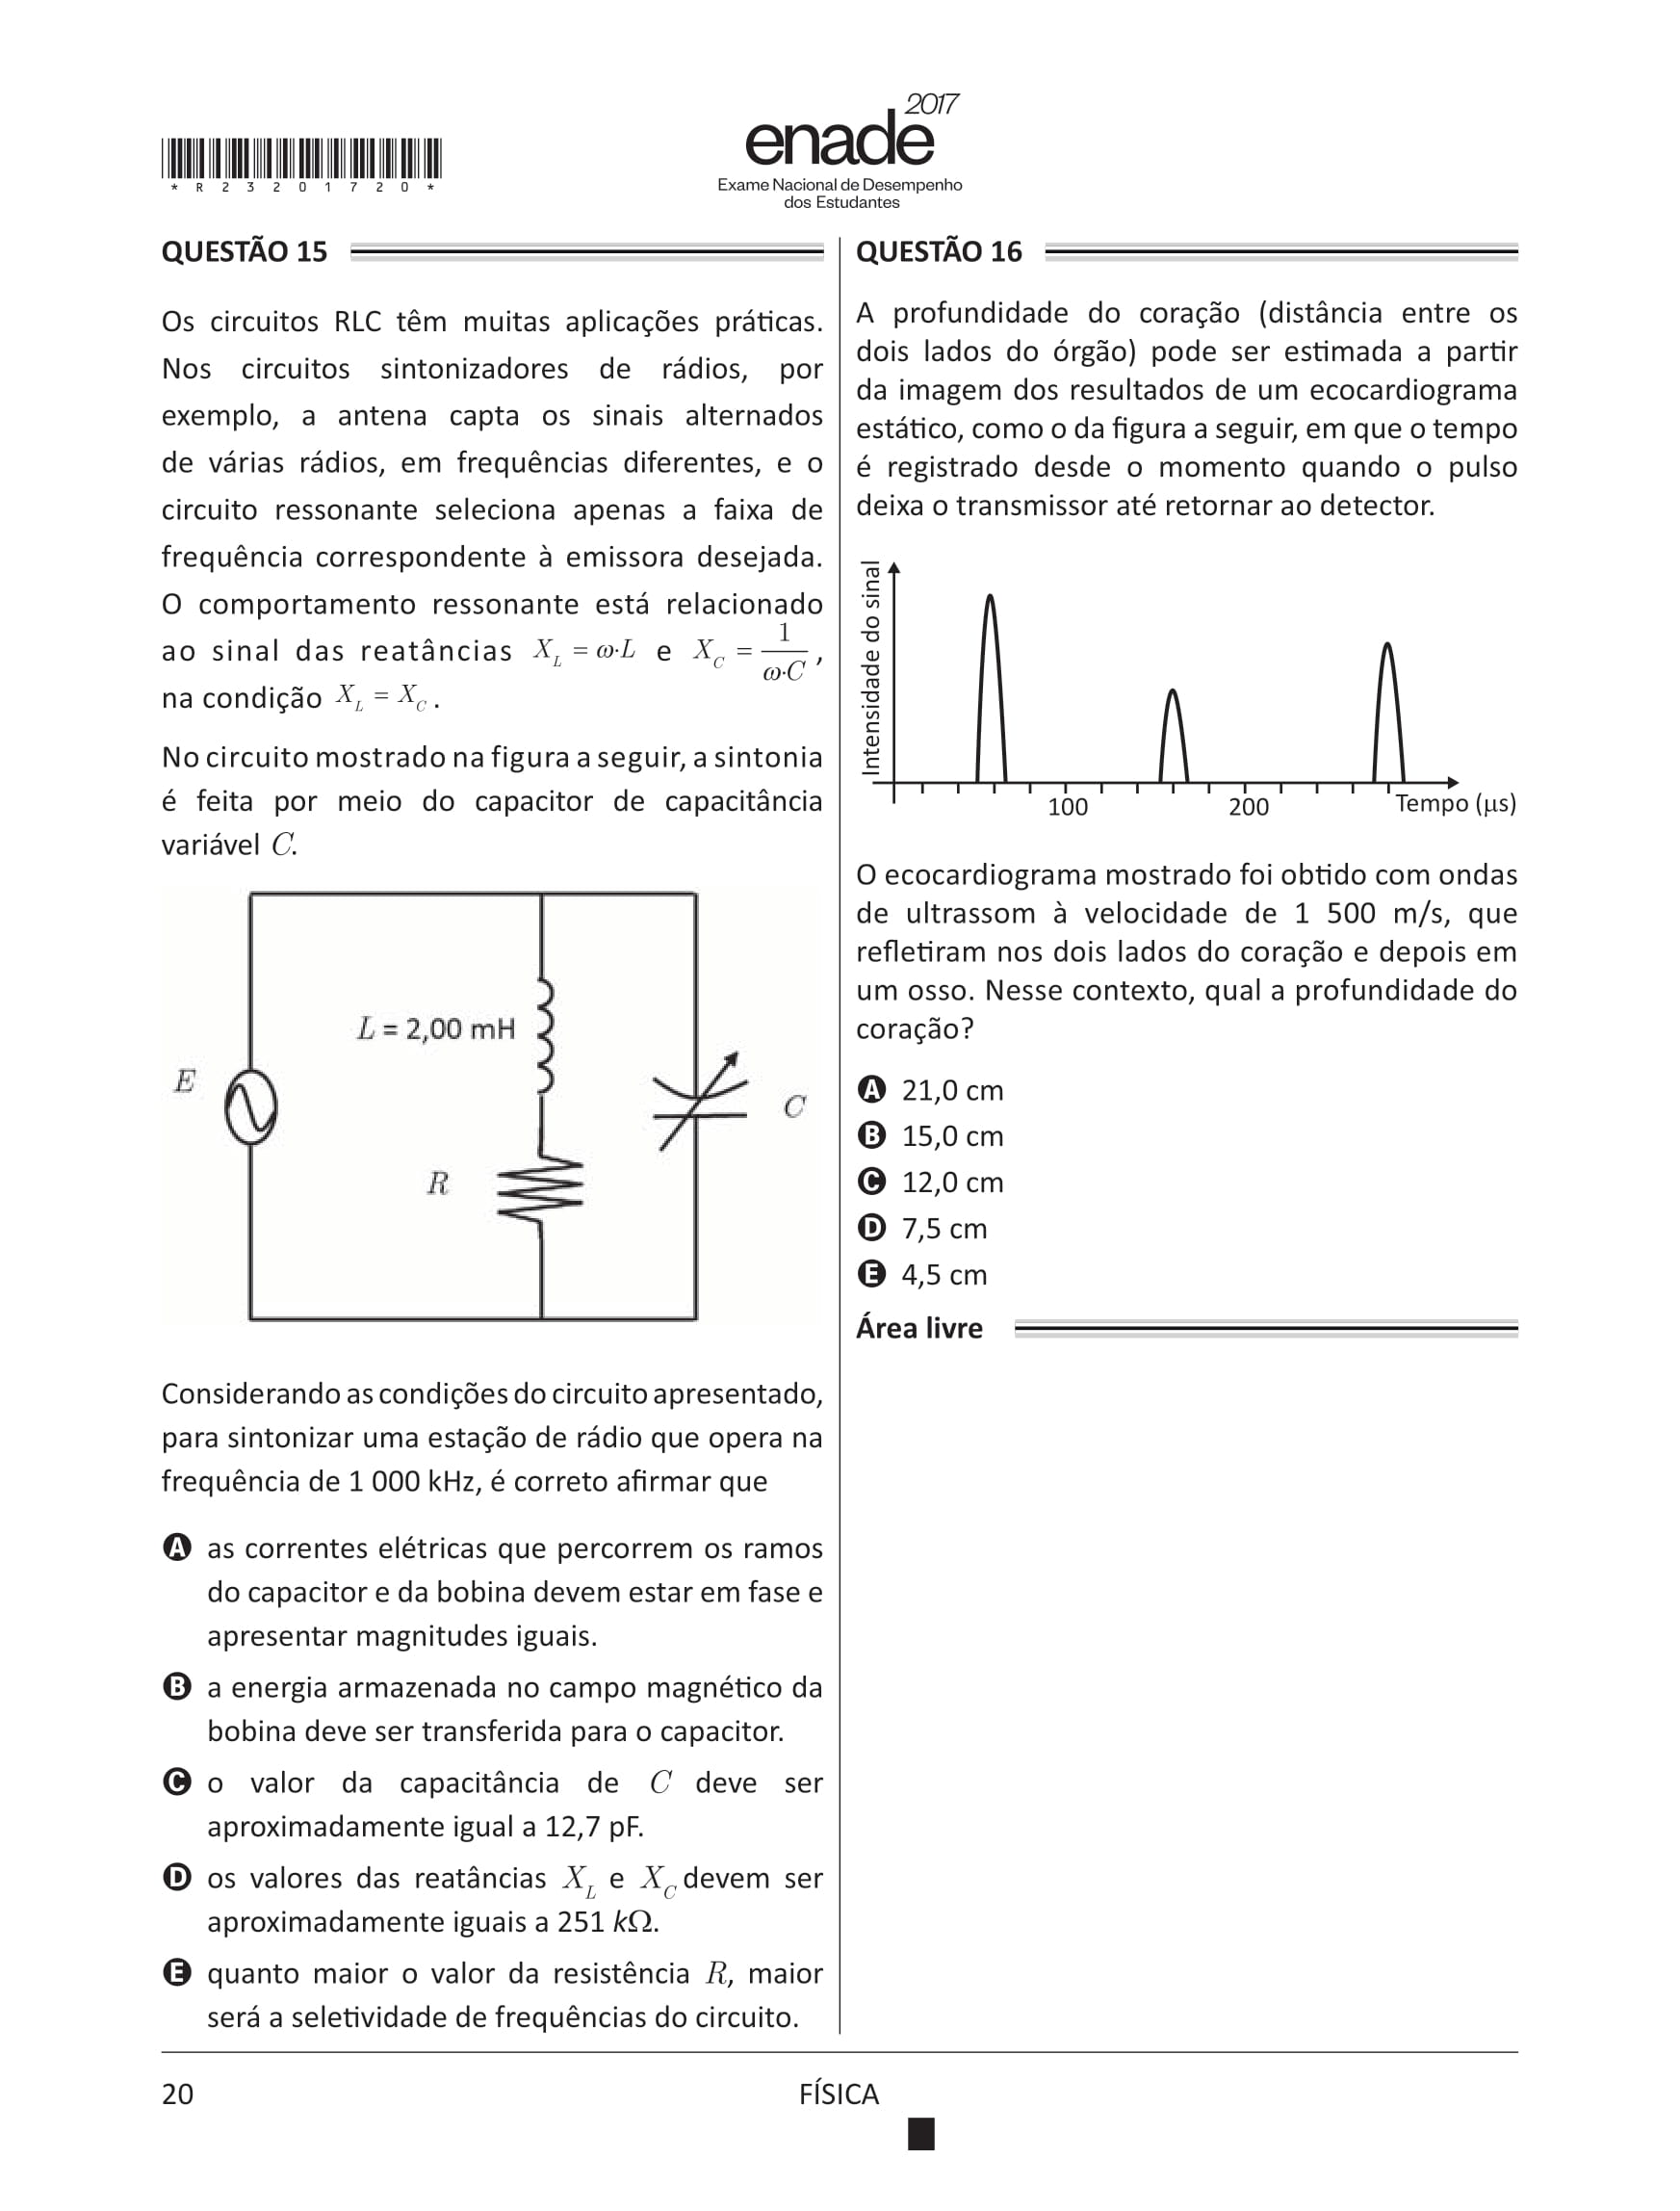 2017
enade
Exame Nacional de Desempenho
dos Estudantes
* R 2 3 2 0 1 7 2 0 *
QUESTÃO 15
Os circuitos RLC têm muitas aplicações práticas.
Nos circuitos sintonizadores de rádios, por
exemplo, a antena capta os sinais alternados
de várias rádios, em frequências diferentes, e o
circuito ressonante seleciona apenas a faixa de
frequência correspondente à emissora desejada.
O comportamento ressonante está relacionado
ao sinal das reatâncias X_L = ω·L e X_C = 1/(ω·C),
na condição X_L = X_C.
No circuito mostrado na figura a seguir, a sintonia
é feita por meio do capacitor de capacitância
variável C.
L = 2,00 mH
E
C
R
Considerando as condições do circuito apresentado,
para sintonizar uma estação de rádio que opera na
frequência de 1 000 kHz, é correto afirmar que
A as correntes elétricas que percorrem os ramos
do capacitor e da bobina devem estar em fase e
apresentar magnitudes iguais.
B a energia armazenada no campo magnético da
bobina deve ser transferida para o capacitor.
C o valor da capacitância de C deve ser
aproximadamente igual a 12,7 pF.
D os valores das reatâncias X_L e X_C devem ser
aproximadamente iguais a 251 kΩ.
E quanto maior o valor da resistência R, maior
será a seletividade de frequências do circuito.
QUESTÃO 16
A profundidade do coração (distância entre os
dois lados do órgão) pode ser estimada a partir
da imagem dos resultados de um ecocardiograma
estático, como o da figura a seguir, em que o tempo
é registrado desde o momento quando o pulso
deixa o transmissor até retornar ao detector.
Intensidade do sinal
100
200
Tempo (µs)
O ecocardiograma mostrado foi obtido com ondas
de ultrassom à velocidade de 1 500 m/s, que
refletiram nos dois lados do coração e depois em
um osso. Nesse contexto, qual a profundidade do
coração?
A 21,0 cm
B 15,0 cm
C 12,0 cm
D 7,5 cm
E 4,5 cm
Área livre
20
FÍSICA